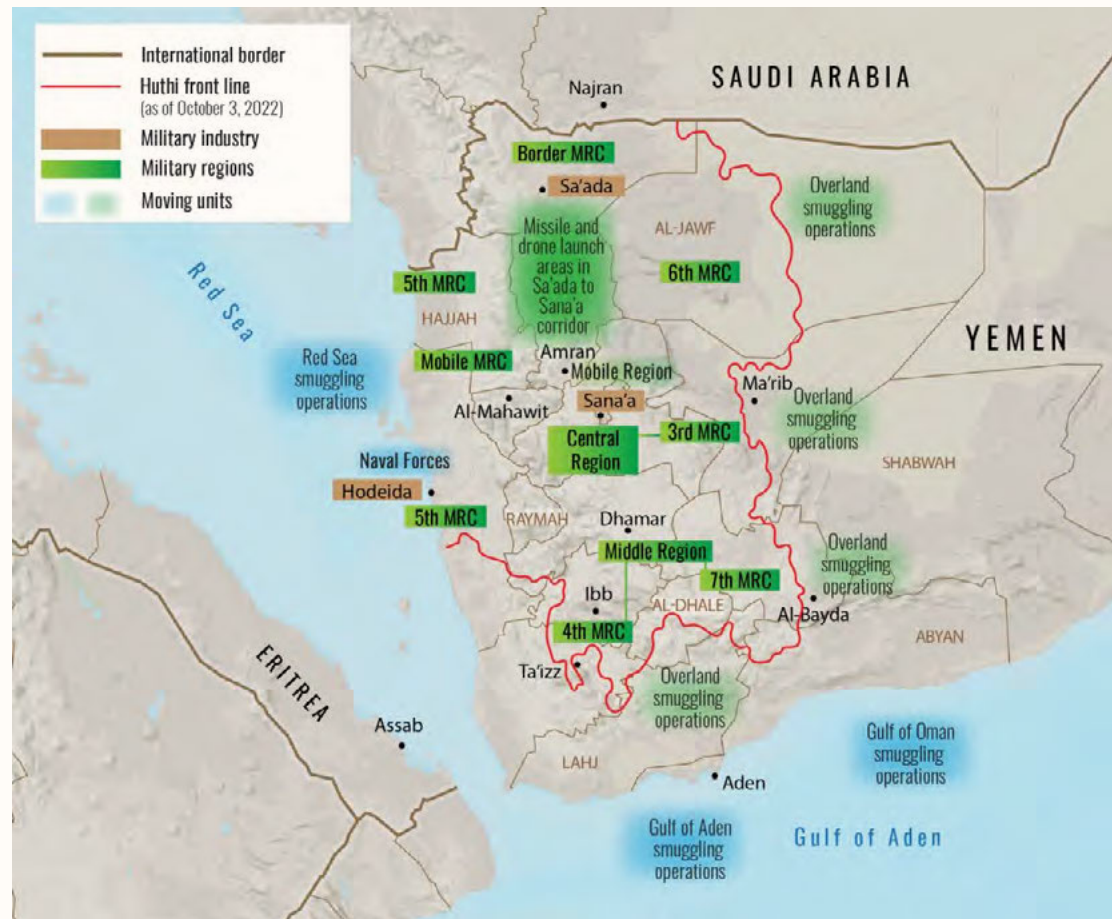 International border
Huthi front line
(as of October 3, 2022)
Military industry
Military regions
Moving units
SAUDI ARABIA
Najran
Border MRC
Sa'ada
Overland
smuggling
operations
Missile and
drone launch
areas in
Sa'ada to
Sana'a
corridor
AL-JAWF
6th MRC
5th MRC
Red Sea
HAJJAH
YEMEN
Red Sea
smuggling
operations
Mobile MRC
Amran
Mobile Region
Ma'rib
Al-Mahawit
Sana'a
Overland
smuggling
operations
Central
Region
3rd MRC
SHABWAH
Naval Forces
Hodeida
5th MRC
RAYMAH
Dhamar
Middle Region
7th MRC
Overland
smuggling
operations
Ibb
AL-DHALE
Al-Bayda
4th MRC
ABYAN
Ta'izz
ERITREA
Overland
smuggling
operations
Assab
LAHJ
Aden
Gulf of Oman
smuggling
operations
Gulf of Aden
smuggling
operations
Gulf of Aden